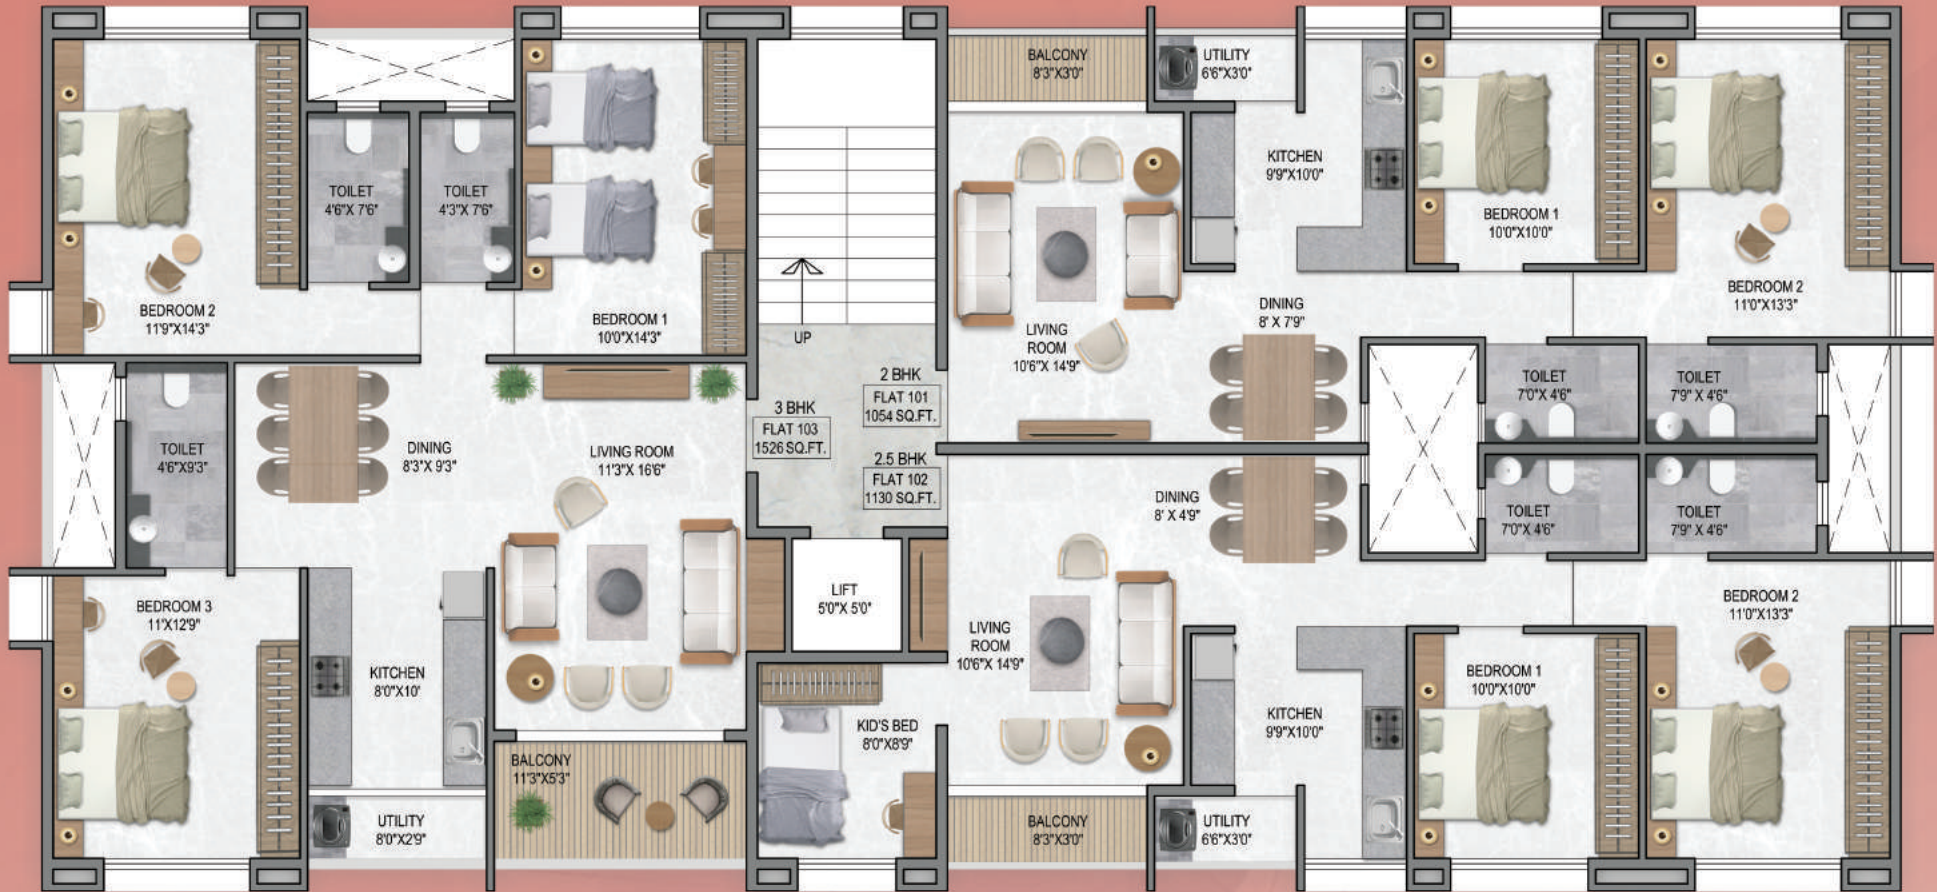 BEDROOM 2
11'9"X14'3"
TOILET
4'6"X 7'6"
TOILET
4'3"X 7'6"
BEDROOM 1
10'0"X14'3"
UP
BALCONY
8'3"X3'0"
UTILITY
6'6"X3'0"
KITCHEN
9'9"X10'0"
BEDROOM 1
10'0"X10'0"
BEDROOM 2
11'0"X13'3"
LIVING
ROOM
10'6"X 14'9"
DINING
8' X 7'9"
TOILET
7'0"X 4'6"
TOILET
7'9" X 4'6"
2 BHK
FLAT 101
1054 SQ.FT.
3 BHK
FLAT 103
1526 SQ.FT.
2.5 BHK
FLAT 102
1130 SQ.FT.
TOILET
4'6"X9'3"
DINING
8'3"X 9'3"
LIVING ROOM
11'3"X 16'6"
DINING
8' X 4'9"
TOILET
7'0"X 4'6"
TOILET
7'9" X 4'6"
LIFT
5'0"X 5'0"
BEDROOM 3
11'X12'9"
KITCHEN
8'0"X10'
LIVING
ROOM
10'6"X 14'9"
BEDROOM 2
11'0"X13'3"
BEDROOM 1
10'0"X10'0"
KITCHEN
9'9"X10'0"
KID'S BED
8'0"X8'9"
BALCONY
11'3"X5'3"
UTILITY
8'0"X2'9"
BALCONY
8'3"X3'0"
UTILITY
6'6"X3'0"